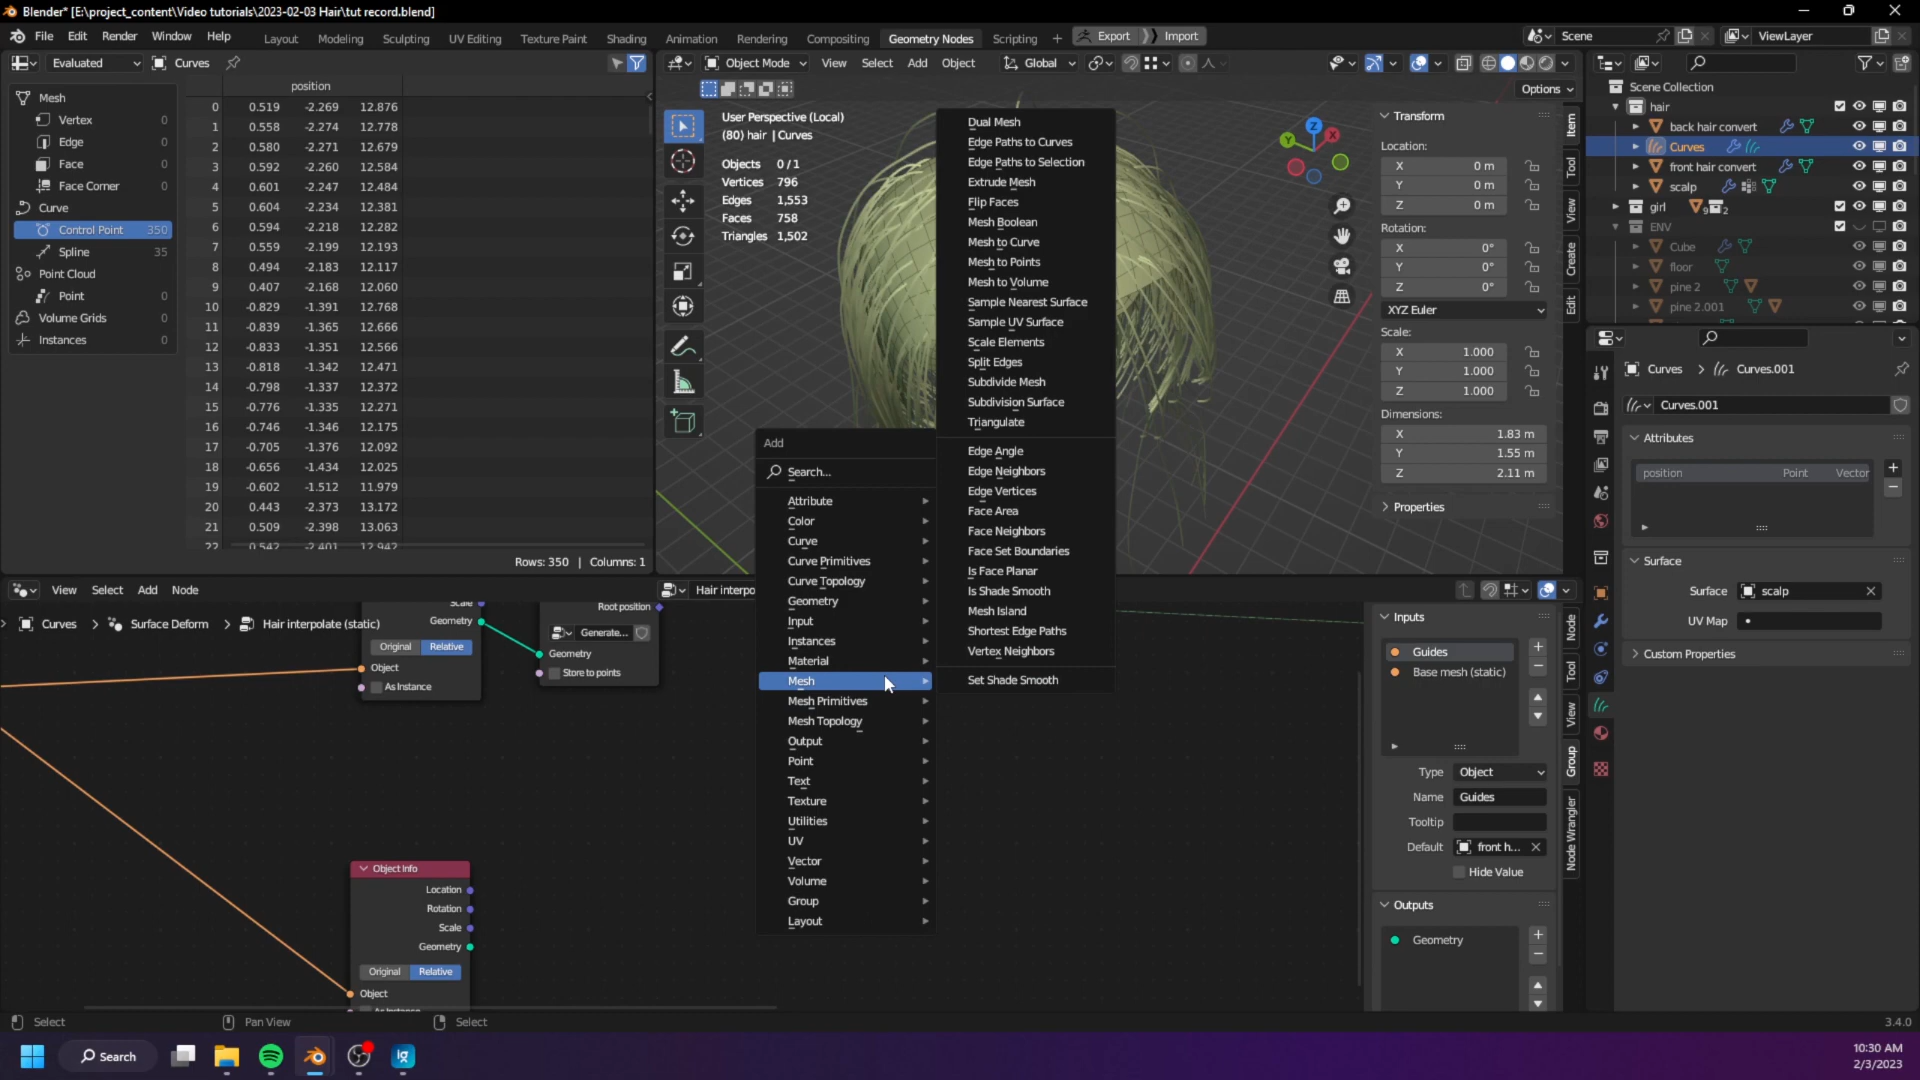 Blender* [E:\project_content\Video tutorials\2023-02-03 Hair\tut record.blend]
File Edit Render Window Help
Layout Modeling Sculpting UV Editing Texture Paint Shading Animation Rendering Compositing Geometry Nodes Scripting +
Export Import
Scene
ViewLayer
Evaluated
Curves
position
Mesh
Vertex 0
Edge 0
Face 0
Face Corner 0
Curve
Control Point 350
Spline 35
Point Cloud
Point 0
Volume Grids 0
Instances 0
0 0.519 -2.269 12.876
1 0.558 -2.274 12.778
2 0.580 -2.271 12.679
3 0.592 -2.260 12.584
4 0.601 -2.247 12.484
5 0.604 -2.234 12.381
6 0.594 -2.218 12.282
7 0.559 -2.199 12.193
8 0.494 -2.183 12.117
9 0.407 -2.168 12.060
10 -0.829 -1.391 12.768
11 -0.839 -1.365 12.666
12 -0.833 -1.351 12.566
13 -0.818 -1.342 12.471
14 -0.798 -1.337 12.372
15 -0.776 -1.335 12.271
16 -0.746 -1.346 12.175
17 -0.705 -1.376 12.092
18 -0.656 -1.434 12.025
19 -0.602 -1.512 11.979
20 0.443 -2.373 13.172
21 0.509 -2.398 13.063
22 0.542 -2.401 12.942
Rows: 350 | Columns: 1
Object Mode View Select Add Object Global
Options
User Perspective (Local)
(80) hair | Curves
Objects 0/1
Vertices 796
Edges 1,553
Faces 758
Triangles 1,502
Z
X
Y
Transform
Location:
X 0 m
Y 0 m
Z 0 m
Rotation:
X 0°
Y 0°
Z 0°
XYZ Euler
Scale:
X 1.000
Y 1.000
Z 1.000
Dimensions:
X 1.83 m
Y 1.55 m
Z 2.11 m
Properties
Item
Tool
View
Create
Edit
Add
Search...
Attribute
Color
Curve
Curve Primitives
Curve Topology
Geometry
Input
Instances
Material
Mesh
Mesh Primitives
Mesh Topology
Output
Point
Text
Texture
Utilities
UV
Vector
Volume
Group
Layout
Dual Mesh
Edge Paths to Curves
Edge Paths to Selection
Extrude Mesh
Flip Faces
Mesh Boolean
Mesh to Curve
Mesh to Points
Mesh to Volume
Sample Nearest Surface
Sample UV Surface
Scale Elements
Split Edges
Subdivide Mesh
Subdivision Surface
Triangulate
Edge Angle
Edge Neighbors
Edge Vertices
Face Area
Face Neighbors
Face Set Boundaries
Is Face Planar
Is Shade Smooth
Mesh Island
Shortest Edge Paths
Vertex Neighbors
Set Shade Smooth
Scene Collection
hair
back hair convert
Curves
front hair convert
scalp
girl 9 2
ENV
Cube
floor
pine 2
pine 2.001
Curves > Curves.001
Curves.001
Attributes
position Point Vector
Surface
Surface scalp
UV Map
Custom Properties
View Select Add Node
Hair interpo
Curves > Surface Deform > Hair interpolate (static)
Scale
Geometry
Original Relative
Object
As Instance
Root position
Generate...
Geometry
Store to points
Object Info
Location
Rotation
Scale
Geometry
Original Relative
Object
As Instance
Inputs
Guides
Base mesh (static)
Type Object
Name Guides
Tooltip
Default front h...
Hide Value
Outputs
Geometry
Node
Tool
View
Group
Node Wrangler
Select Pan View Select
3.4.0
Search
10:30 AM
2/3/2023